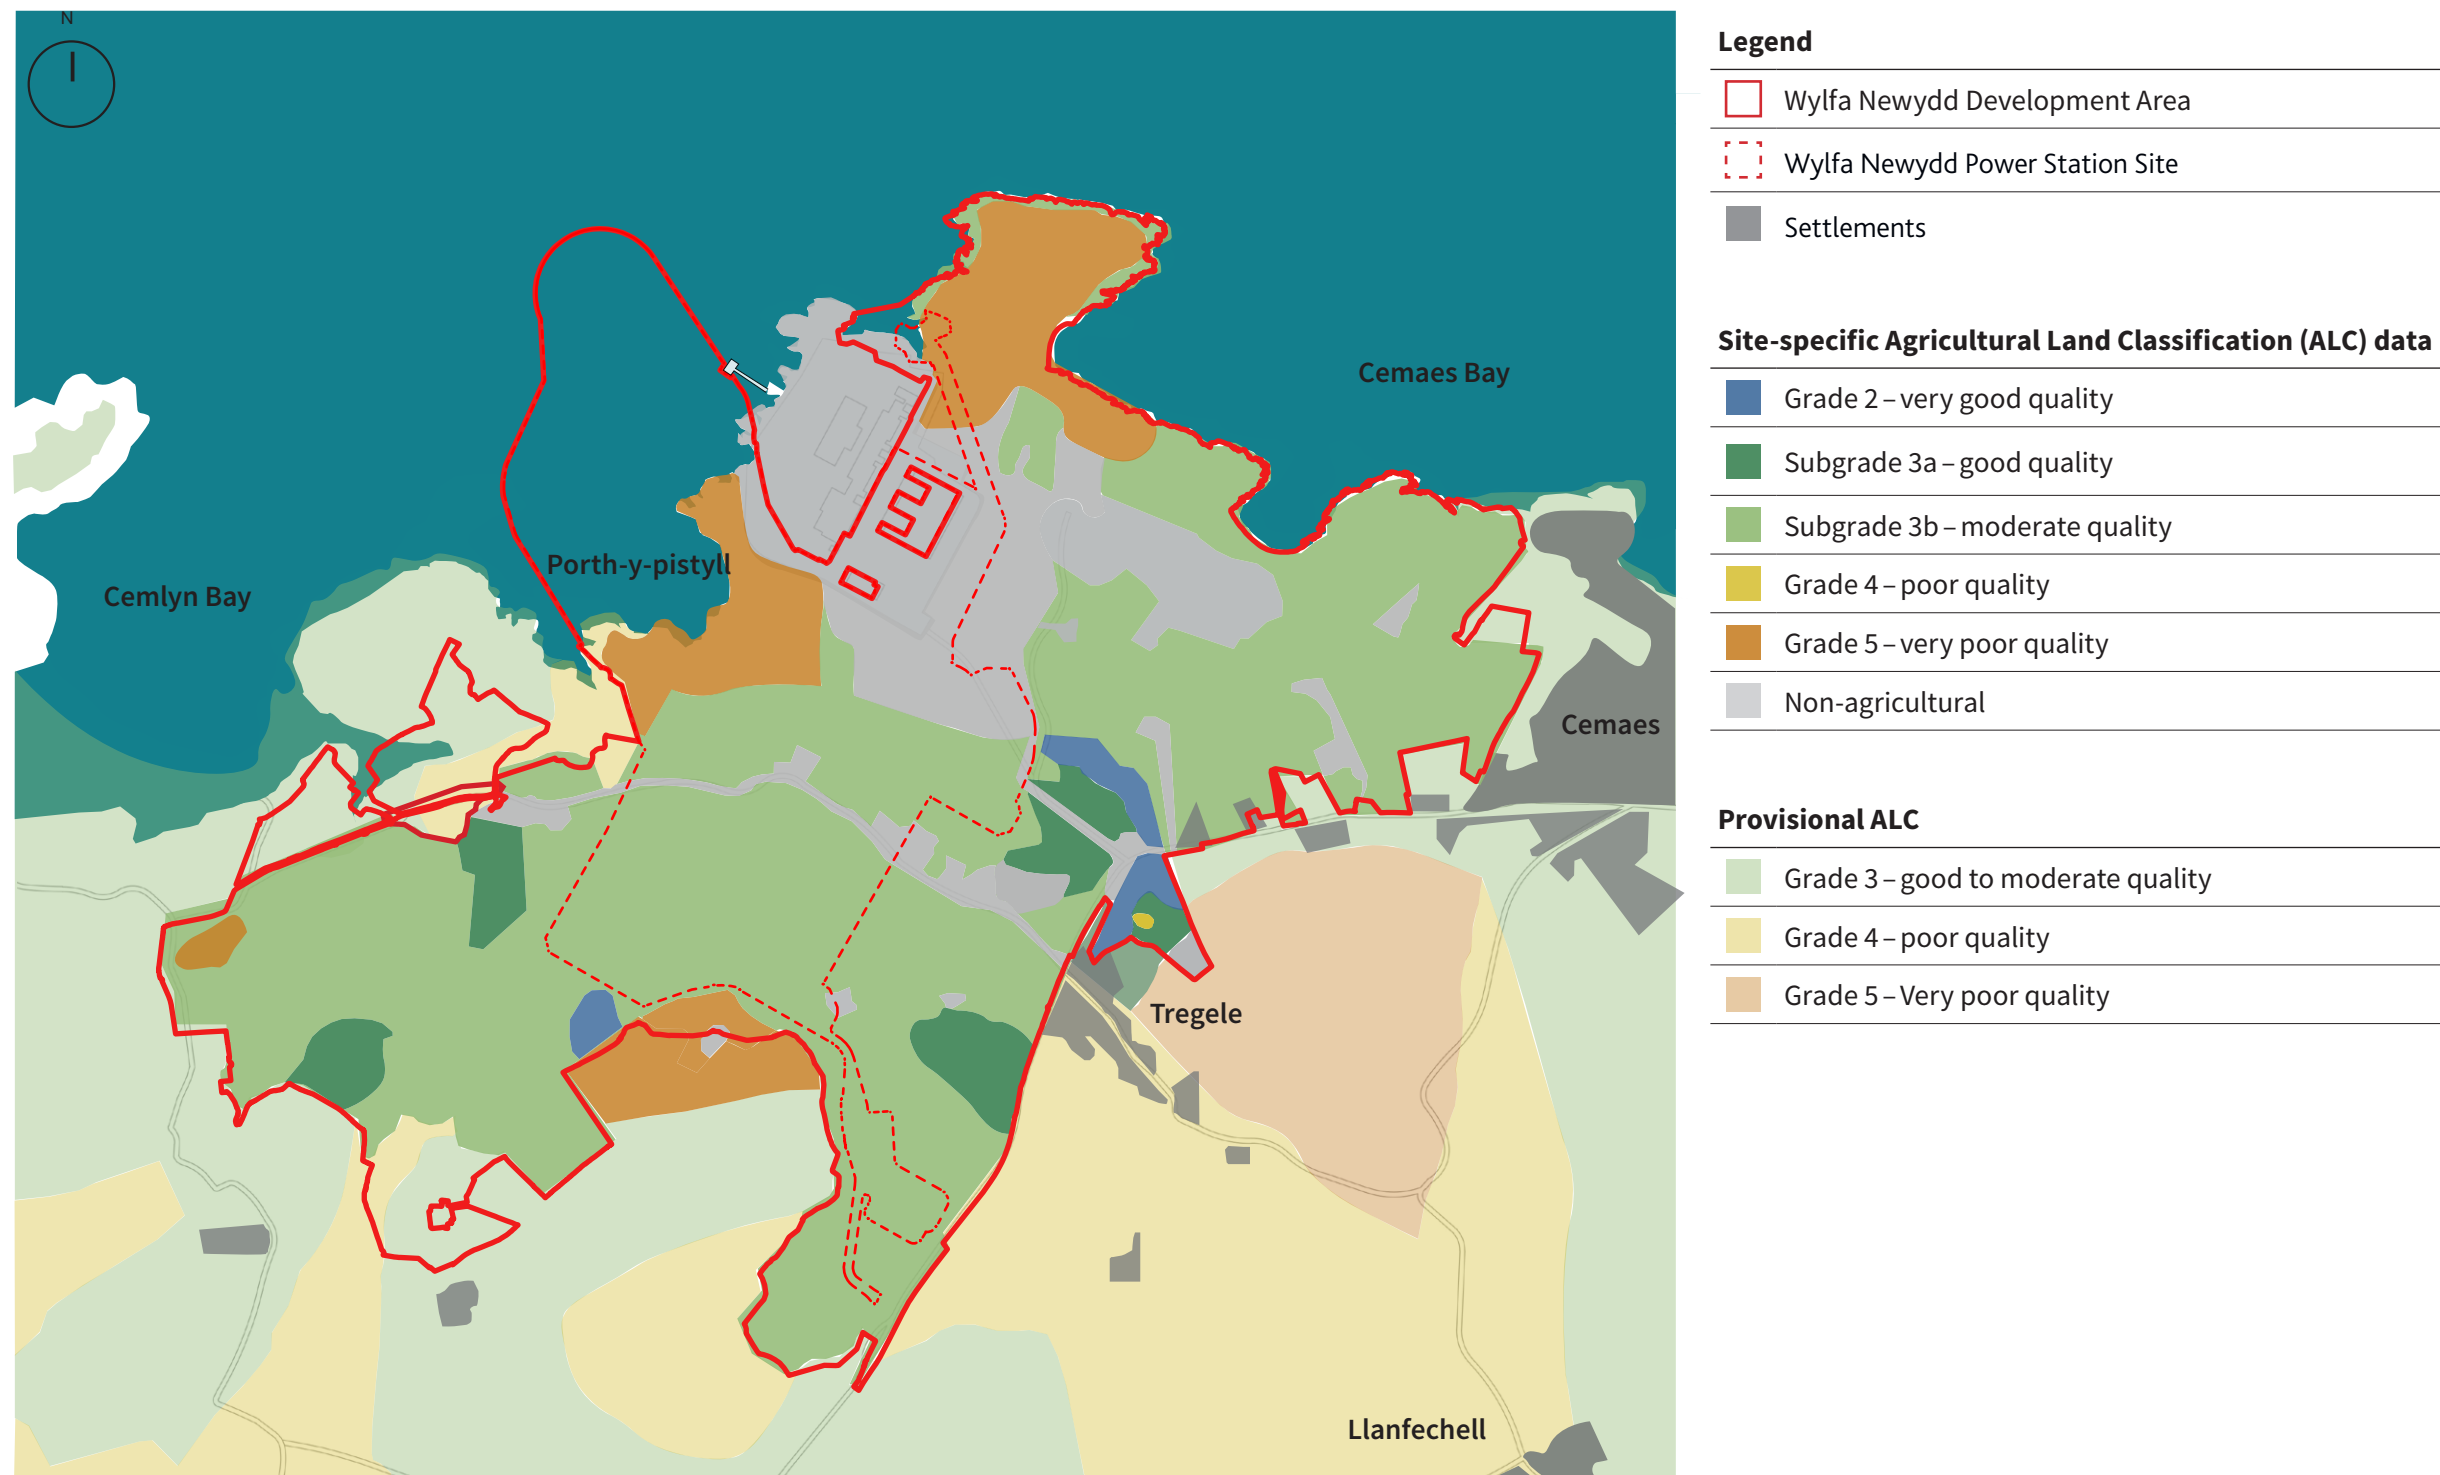 N
Cemaes Bay
Porth-y-pistyll
Cemlyn Bay
Cemaes
Tregele
Llanfechell
Legend
Wylfa Newydd Development Area
Wylfa Newydd Power Station Site
Settlements
Site-specific Agricultural Land Classification (ALC) data
Grade 2 – very good quality
Subgrade 3a – good quality
Subgrade 3b – moderate quality
Grade 4 – poor quality
Grade 5 – very poor quality
Non-agricultural
Provisional ALC
Grade 3 – good to moderate quality
Grade 4 – poor quality
Grade 5 – Very poor quality